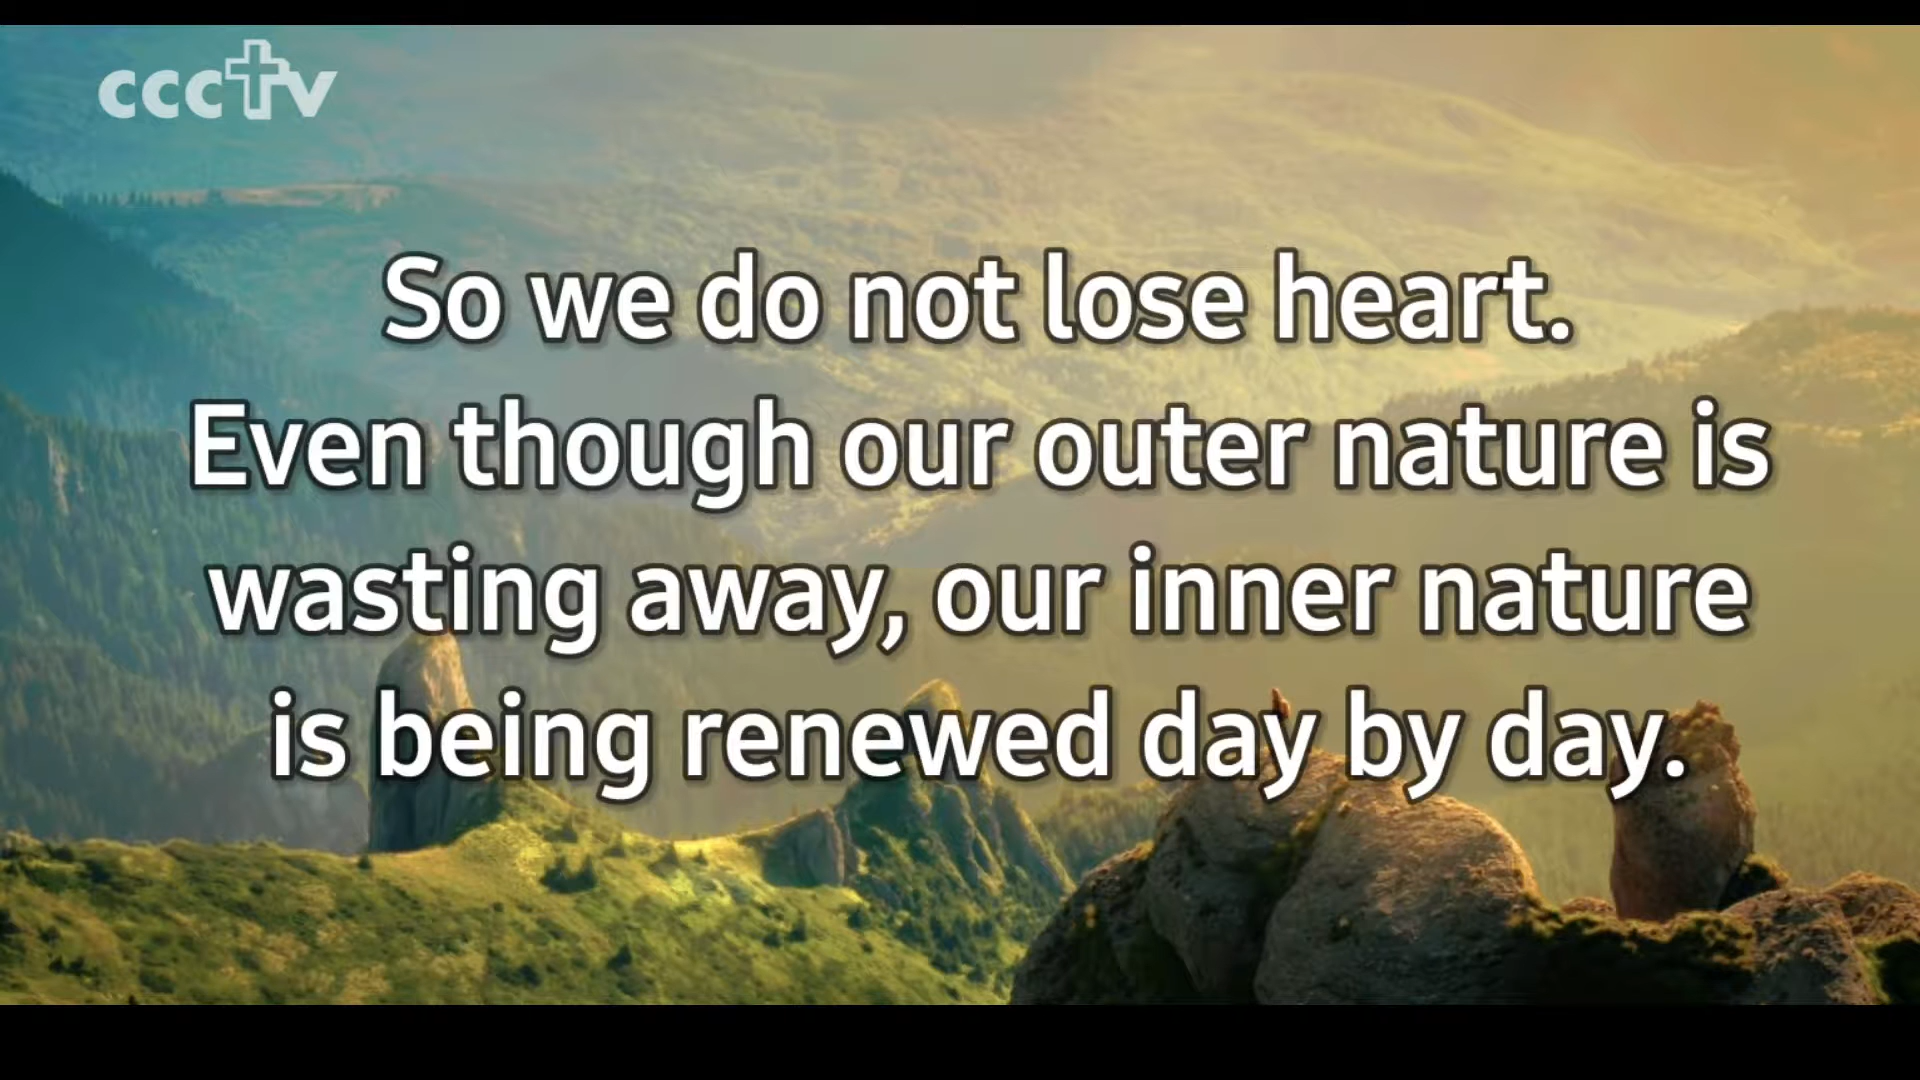 ccctv
So we do not lose heart.
Even though our outer nature is
wasting away, our inner nature
is being renewed day by day.